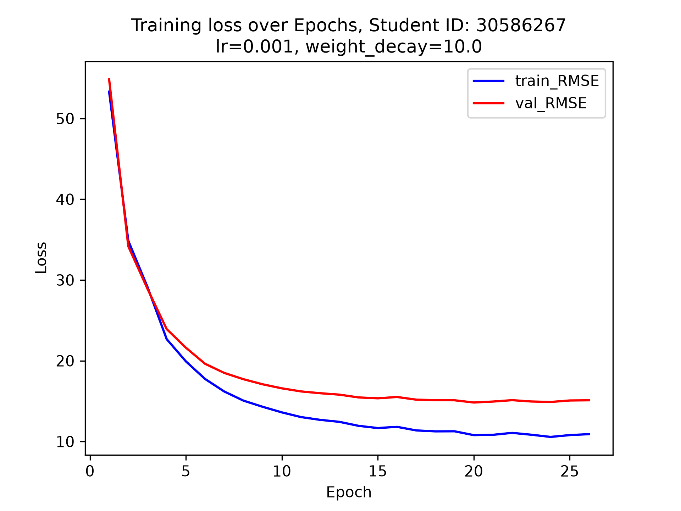 Training loss over Epochs, Student ID: 30586267
lr=0.001, weight_decay=10.0
train_RMSE
val_RMSE
Loss
50
40
30
20
10
0 5 10 15 20 25
Epoch